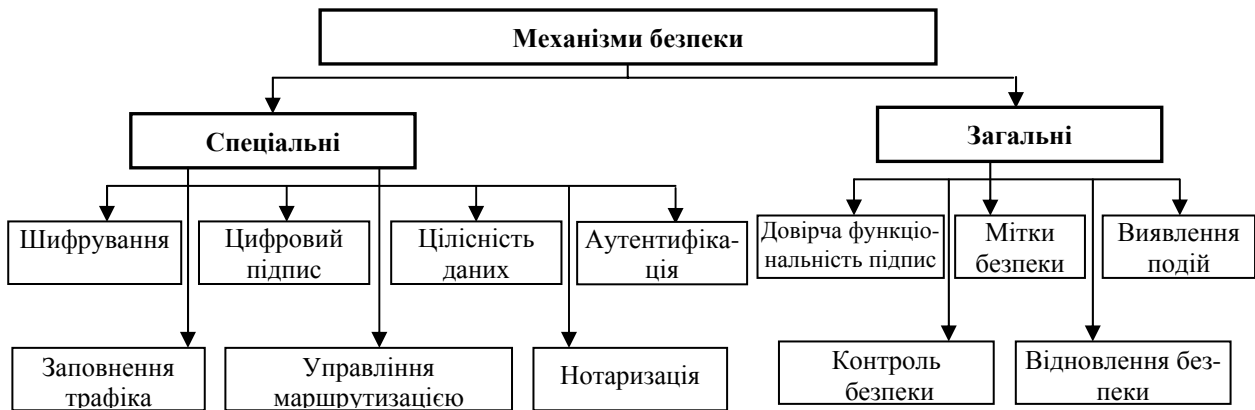 Механізми безпеки
Спеціальні
Загальні
Шифрування
Цифровий
підпис
Цілісність
даних
Аутентифіка-
ція
Довірча функціо-
нальність підпис
Мітки
безпеки
Виявлення
подій
Заповнення
трафіка
Управління
маршрутизацією
Нотаризація
Контроль
безпеки
Відновлення без-
пеки